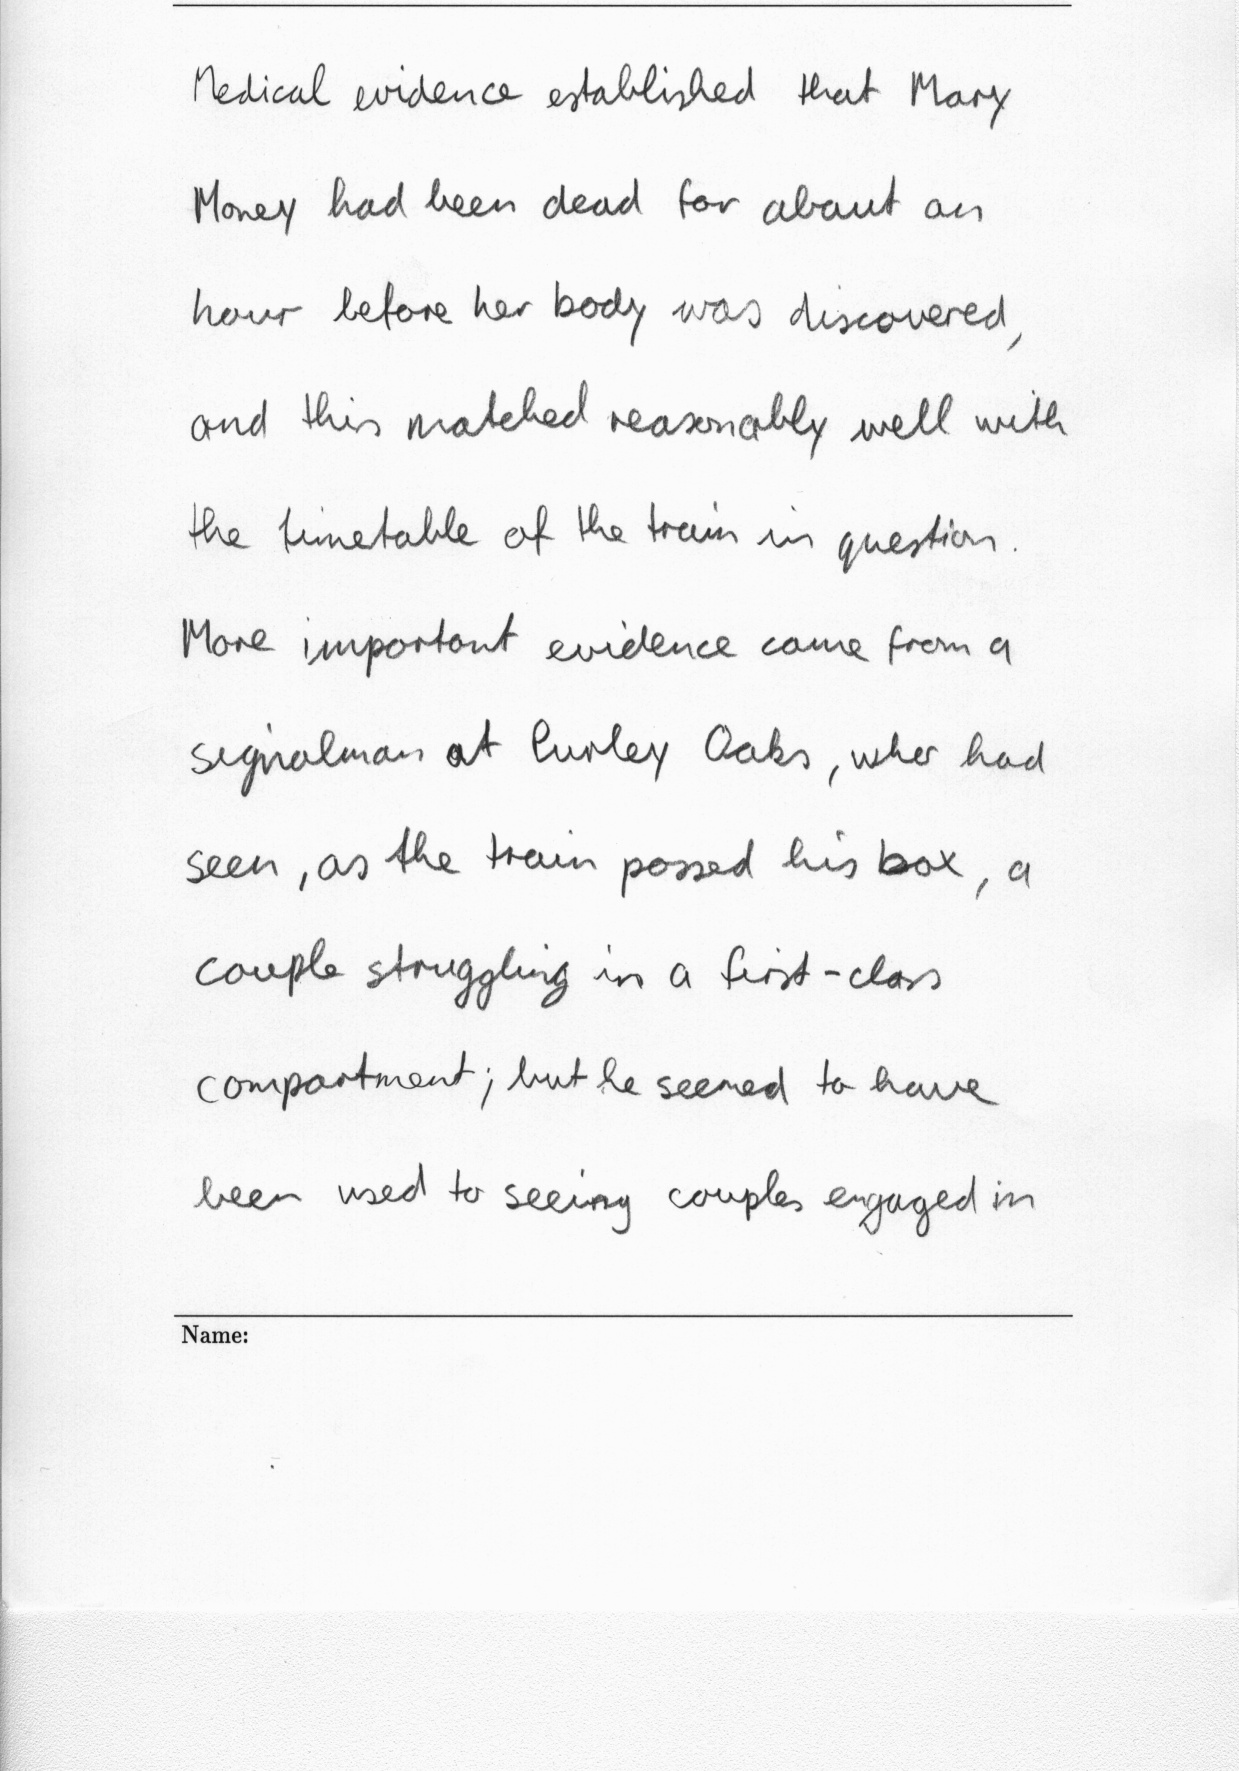 Medical evidence established that Mary
Money had been dead for about an
hour before her body was discovered,
and this matched reasonably well with
the timetable of the train in question.
More important evidence came from a
signalman at Purley Oaks, who had
seen, as the train passed his box, a
couple struggling in a first-class
compartment; but he seemed to have
been used to seeing couples engaged in
Name: